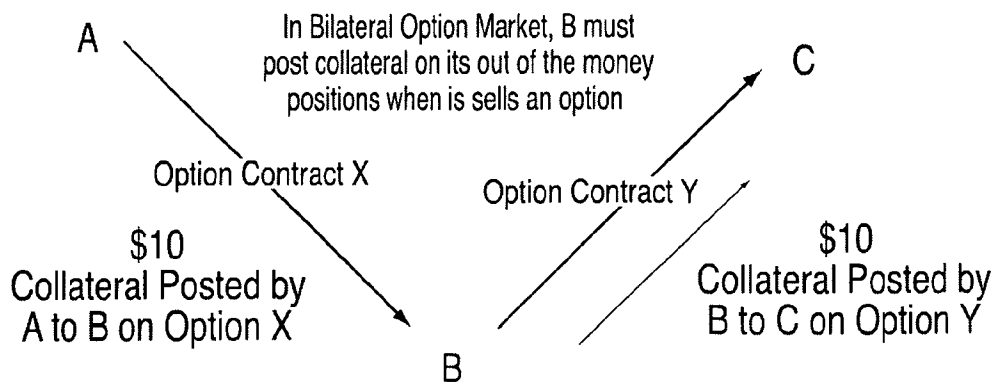 A
In Bilateral Option Market, B must
post collateral on its out of the money
positions when is sells an option
C
Option Contract X
Option Contract Y
$10
Collateral Posted by
A to B on Option X
$10
Collateral Posted by
B to C on Option Y
B